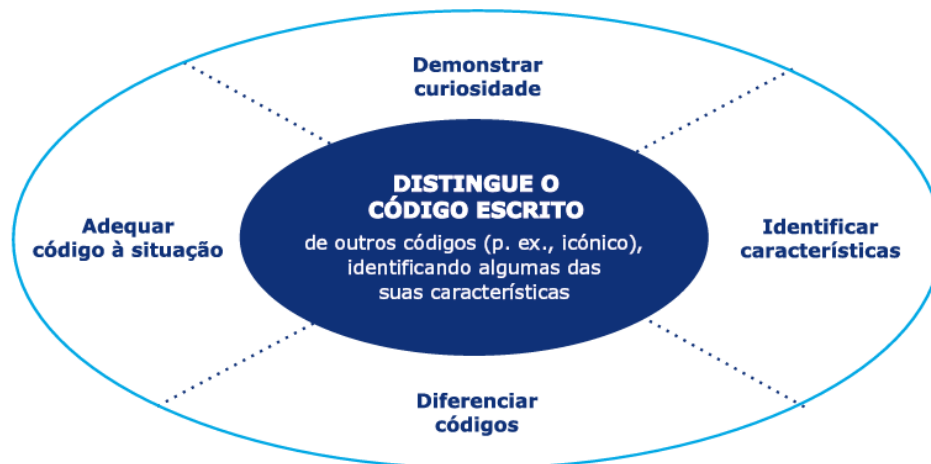 Demonstrar
curiosidade
DISTINGUE O
CÓDIGO ESCRITO
de outros códigos (p. ex., icónico),
identificando algumas das
suas características
Adequar
código à situação
Identificar
características
Diferenciar
códigos